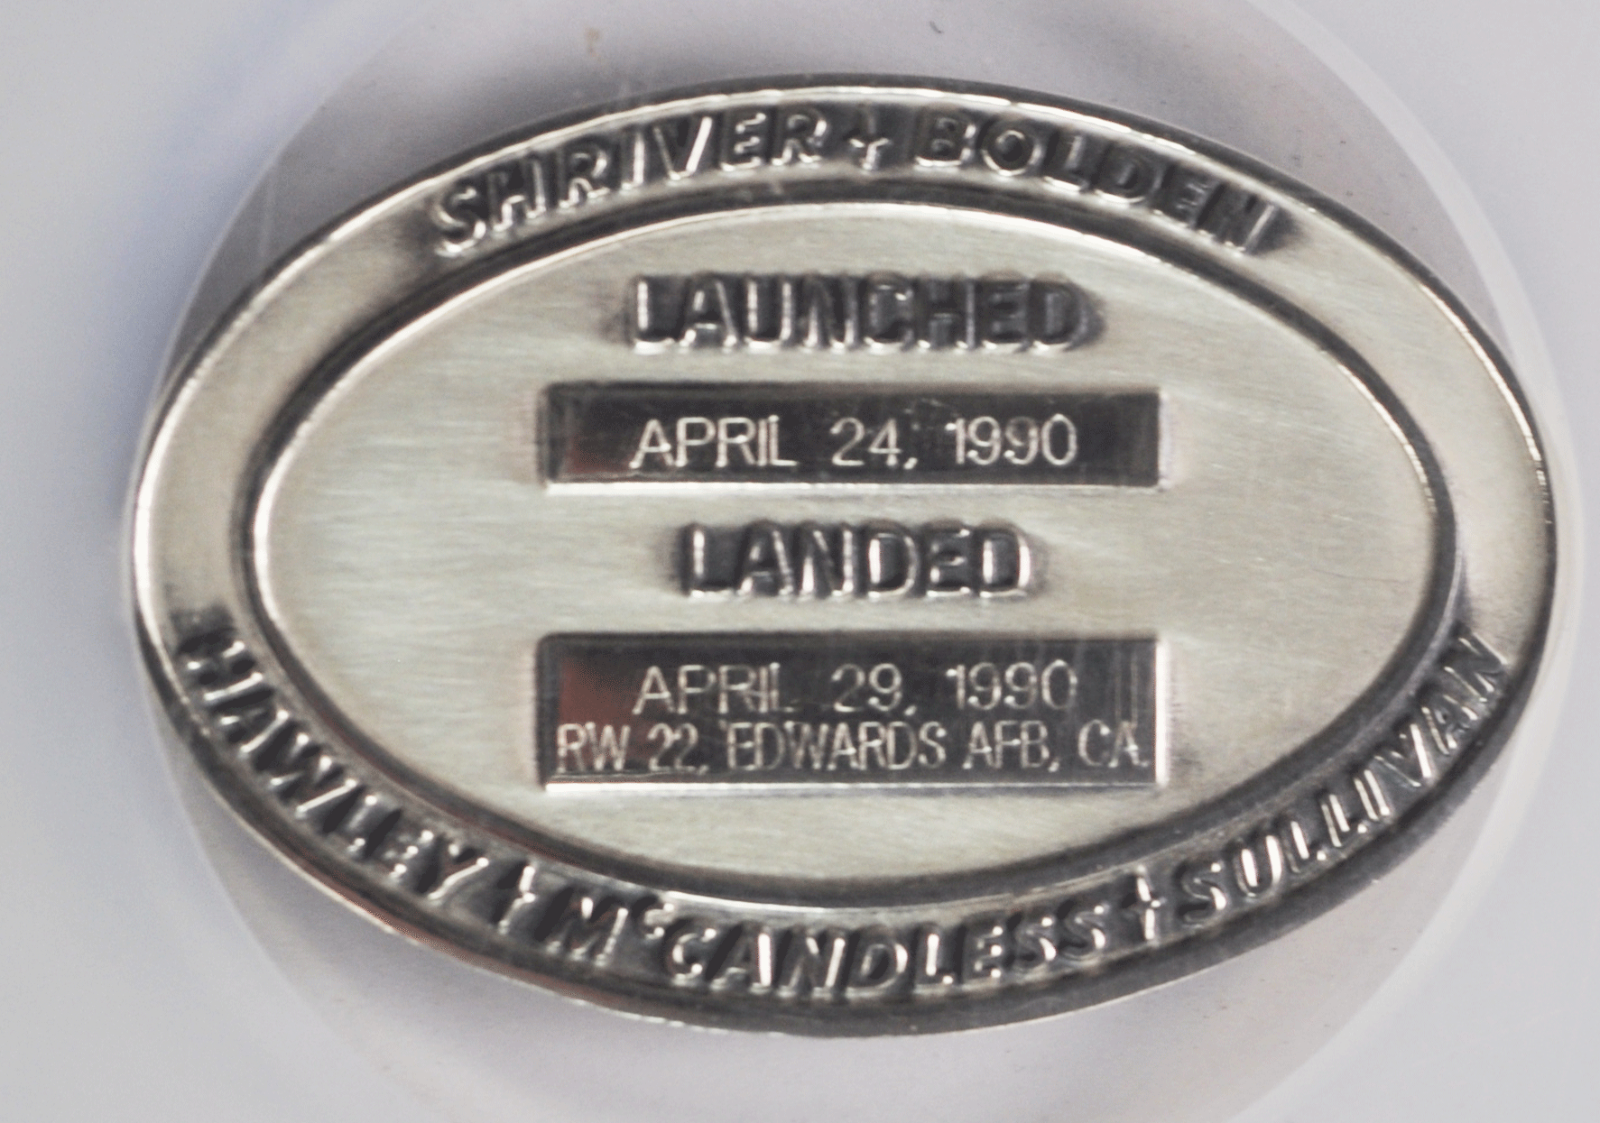 SHRIVER + BOLDEN
LAUNCHED
APRIL 24, 1990
LANDED
APRIL 29, 1990
RW 22, EDWARDS AFB, CA.
HAWLEY + McCANDLESS + SULLIVAN